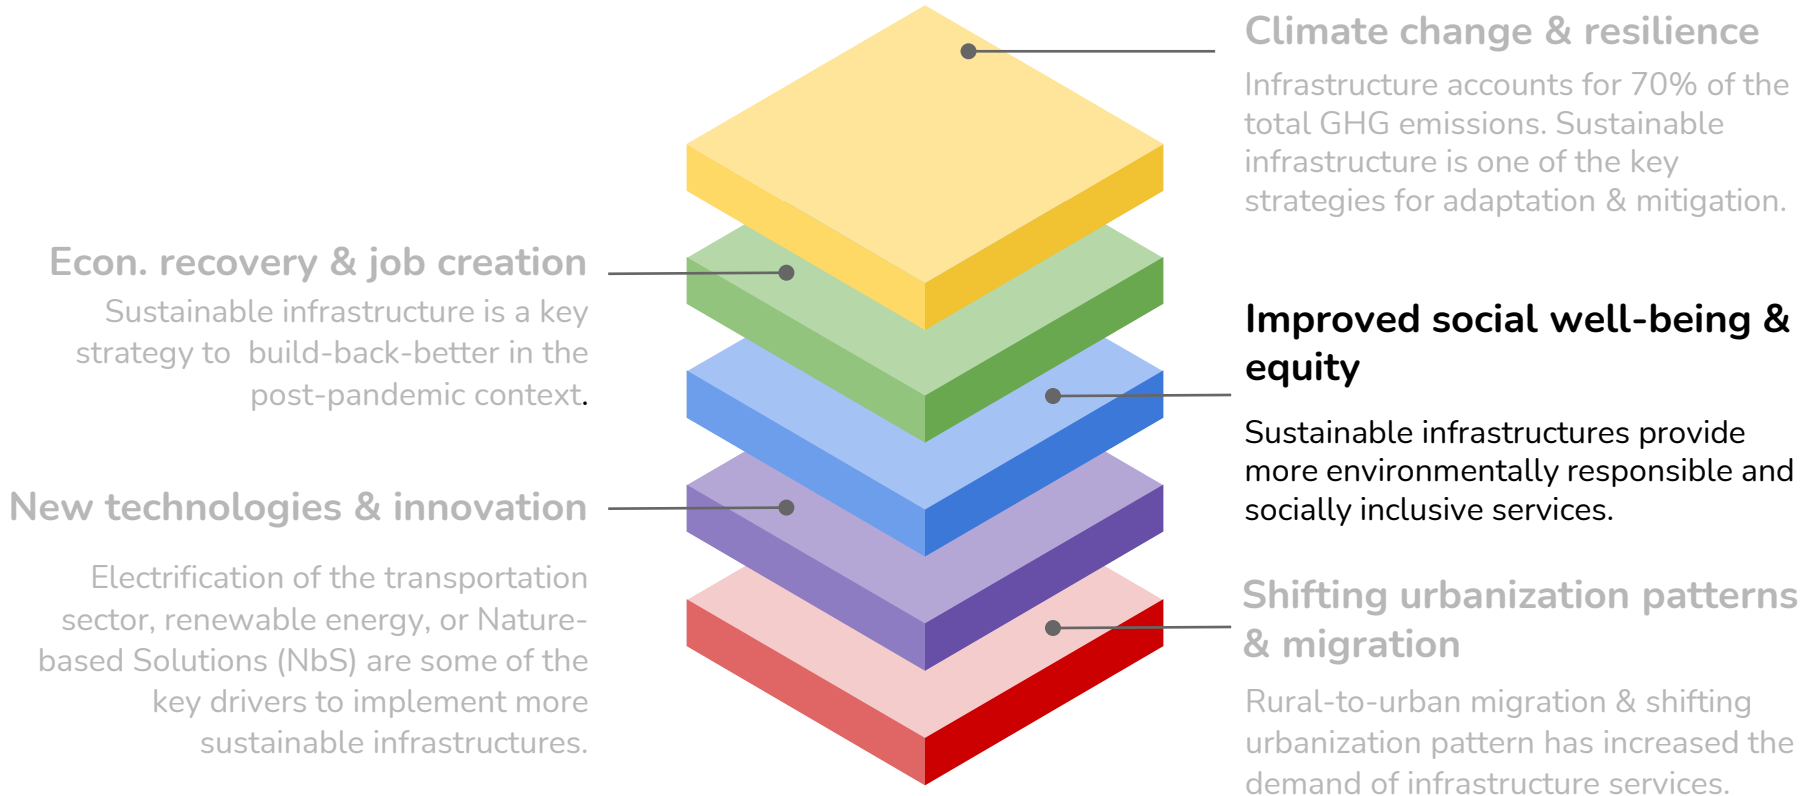 Climate change & resilience
Infrastructure accounts for 70% of the
total GHG emissions. Sustainable
infrastructure is one of the key
strategies for adaptation & mitigation.
Econ. recovery & job creation
Sustainable infrastructure is a key
strategy to  build-back-better in the
post-pandemic context.
Improved social well-being &
equity
Sustainable infrastructures provide
more environmentally responsible and
socially inclusive services.
New technologies & innovation
Electrification of the transportation
sector, renewable energy, or Nature-
based Solutions (NbS) are some of the
key drivers to implement more
sustainable infrastructures.
Shifting urbanization patterns
& migration
Rural-to-urban migration & shifting
urbanization pattern has increased the
demand of infrastructure services.